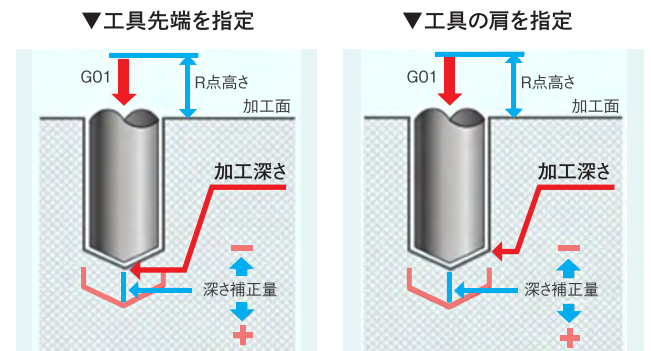 ▼工具先端を指定
G01
R点高さ
加工面
加工深さ
−
深さ補正量
+
▼工具の肩を指定
G01
R点高さ
加工面
加工深さ
−
深さ補正量
+